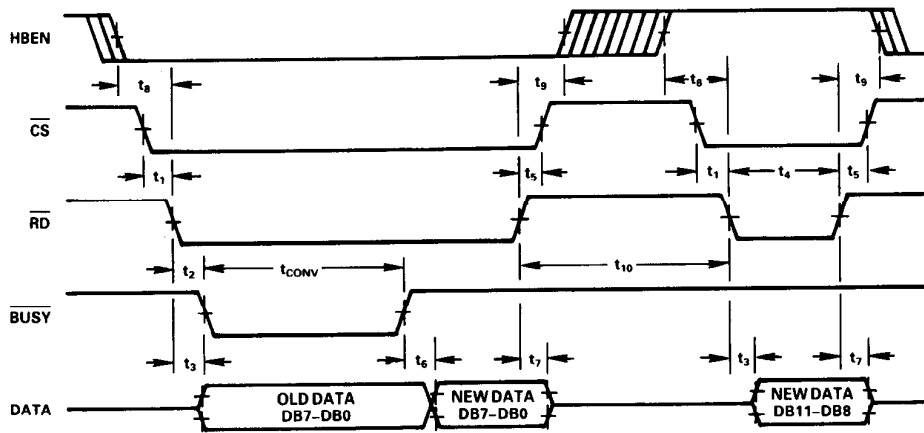 HBEN
t8 t9 t8 t9
CS
t1 t5 t1 t4 t5
RD
t2 tCONV t10
BUSY
t3 t6 t7 t3 t7
DATA
OLD DATA
DB7–DB0
NEW DATA
DB7–DB0
NEW DATA
DB11–DB8